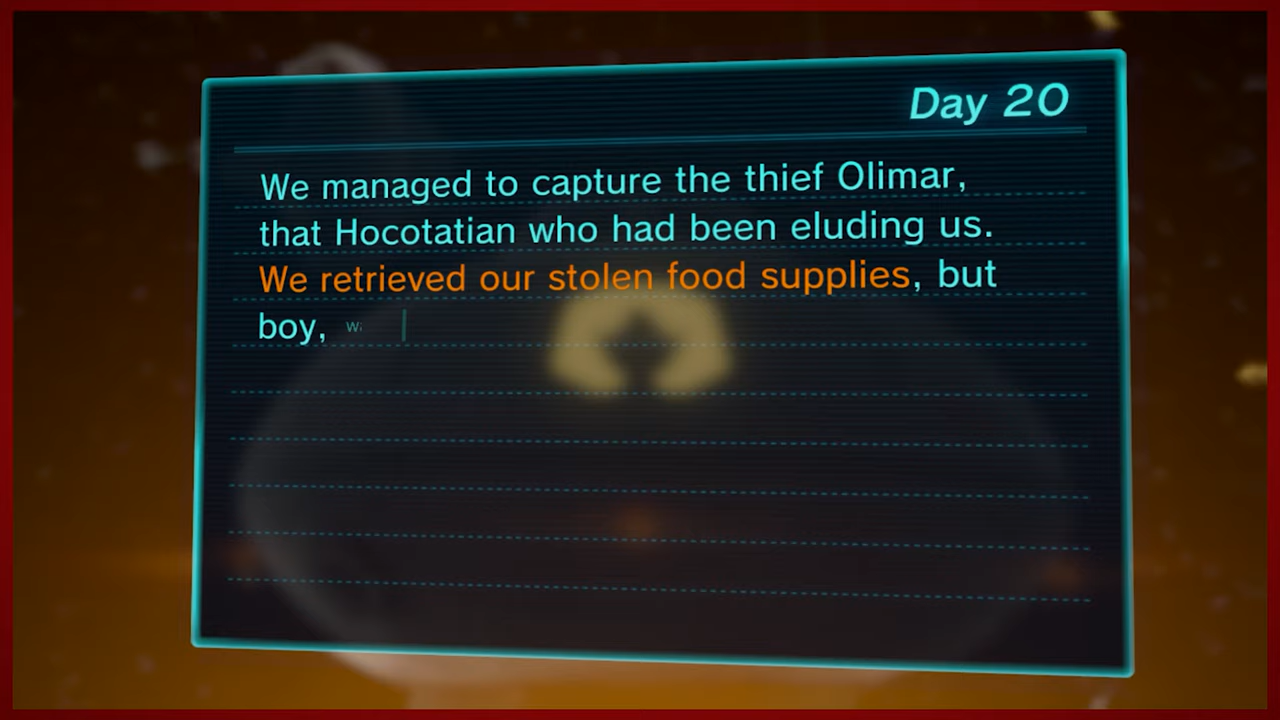 Day 20
We managed to capture the thief Olimar,
that Hocotatian who had been eluding us.
We retrieved our stolen food supplies, but
boy,